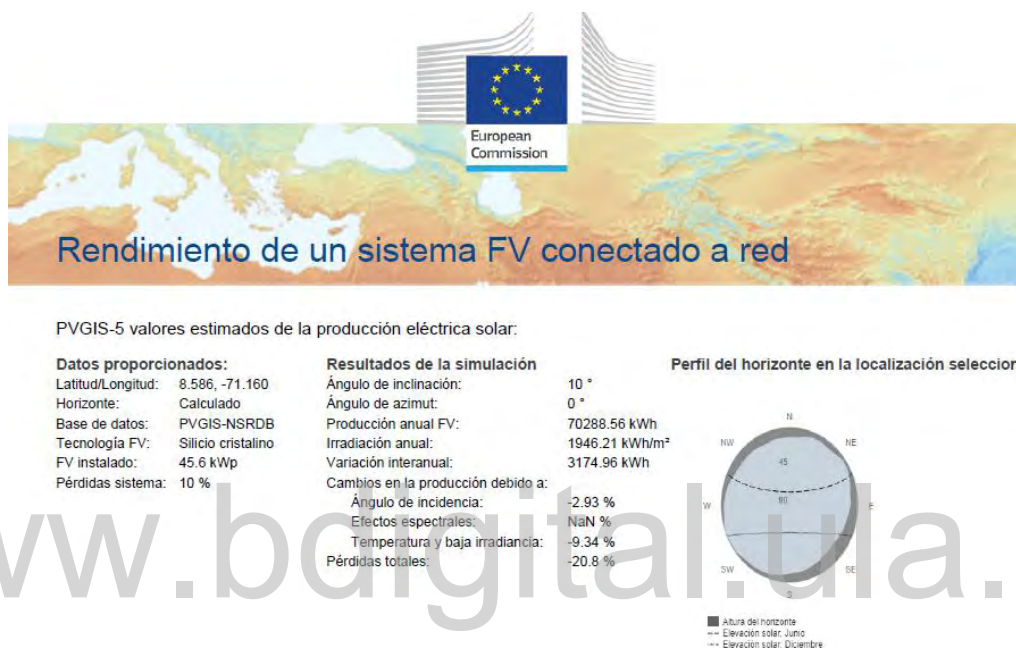 European
Commission
Rendimiento de un sistema FV conectado a red
PVGIS-5 valores estimados de la producción eléctrica solar:
Datos proporcionados:
Latitud/Longitud: 8.586, -71.160
Horizonte: Calculado
Base de datos: PVGIS-NSRDB
Tecnología FV: Silicio cristalino
FV instalado: 45.6 kWp
Pérdidas sistema: 10 %
Resultados de la simulación
Ángulo de inclinación: 10 °
Ángulo de azimut: 0 °
Producción anual FV: 70288.56 kWh
Irradiación anual: 1946.21 kWh/m²
Variación interanual: 3174.96 kWh
Cambios en la producción debido a:
Ángulo de incidencia: -2.93 %
Efectos espectrales: NaN %
Temperatura y baja irradiancia: -9.34 %
Pérdidas totales: -20.8 %
Perfil del horizonte en la localización seleccion
N
NW NE
45
80
W E
SW SE
S
Altura del horizonte
Elevación solar, Junio
Elevación solar, Diciembre
vw.bdigital.ula.